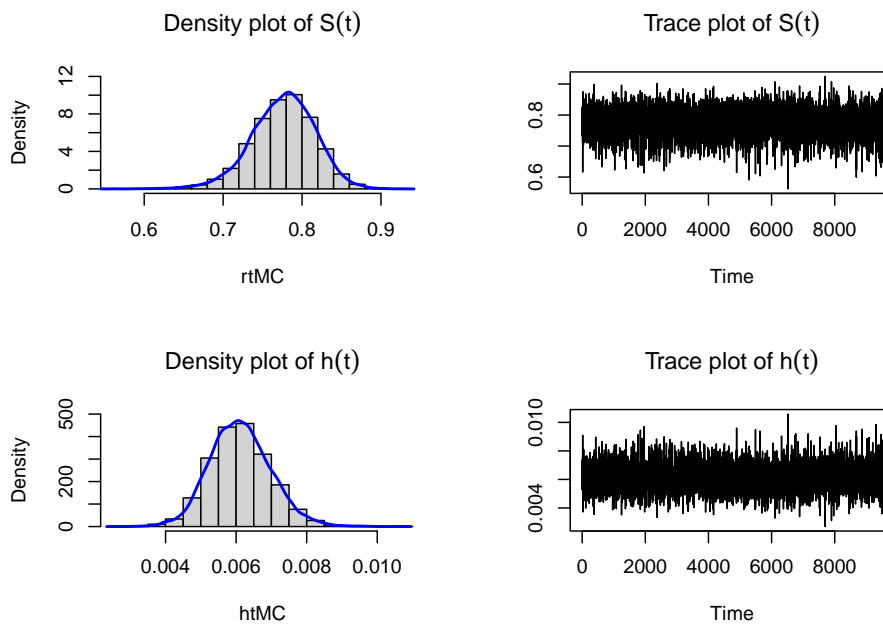 Density plot of S(t)
Density
0 4 8 12
0.6 0.7 0.8 0.9
rtMC
Trace plot of S(t)
0.6 0.8
0 2000 4000 6000 8000
Time
Density plot of h(t)
Density
0 200 500
0.004 0.006 0.008 0.010
htMC
Trace plot of h(t)
0.004 0.010
0 2000 4000 6000 8000
Time